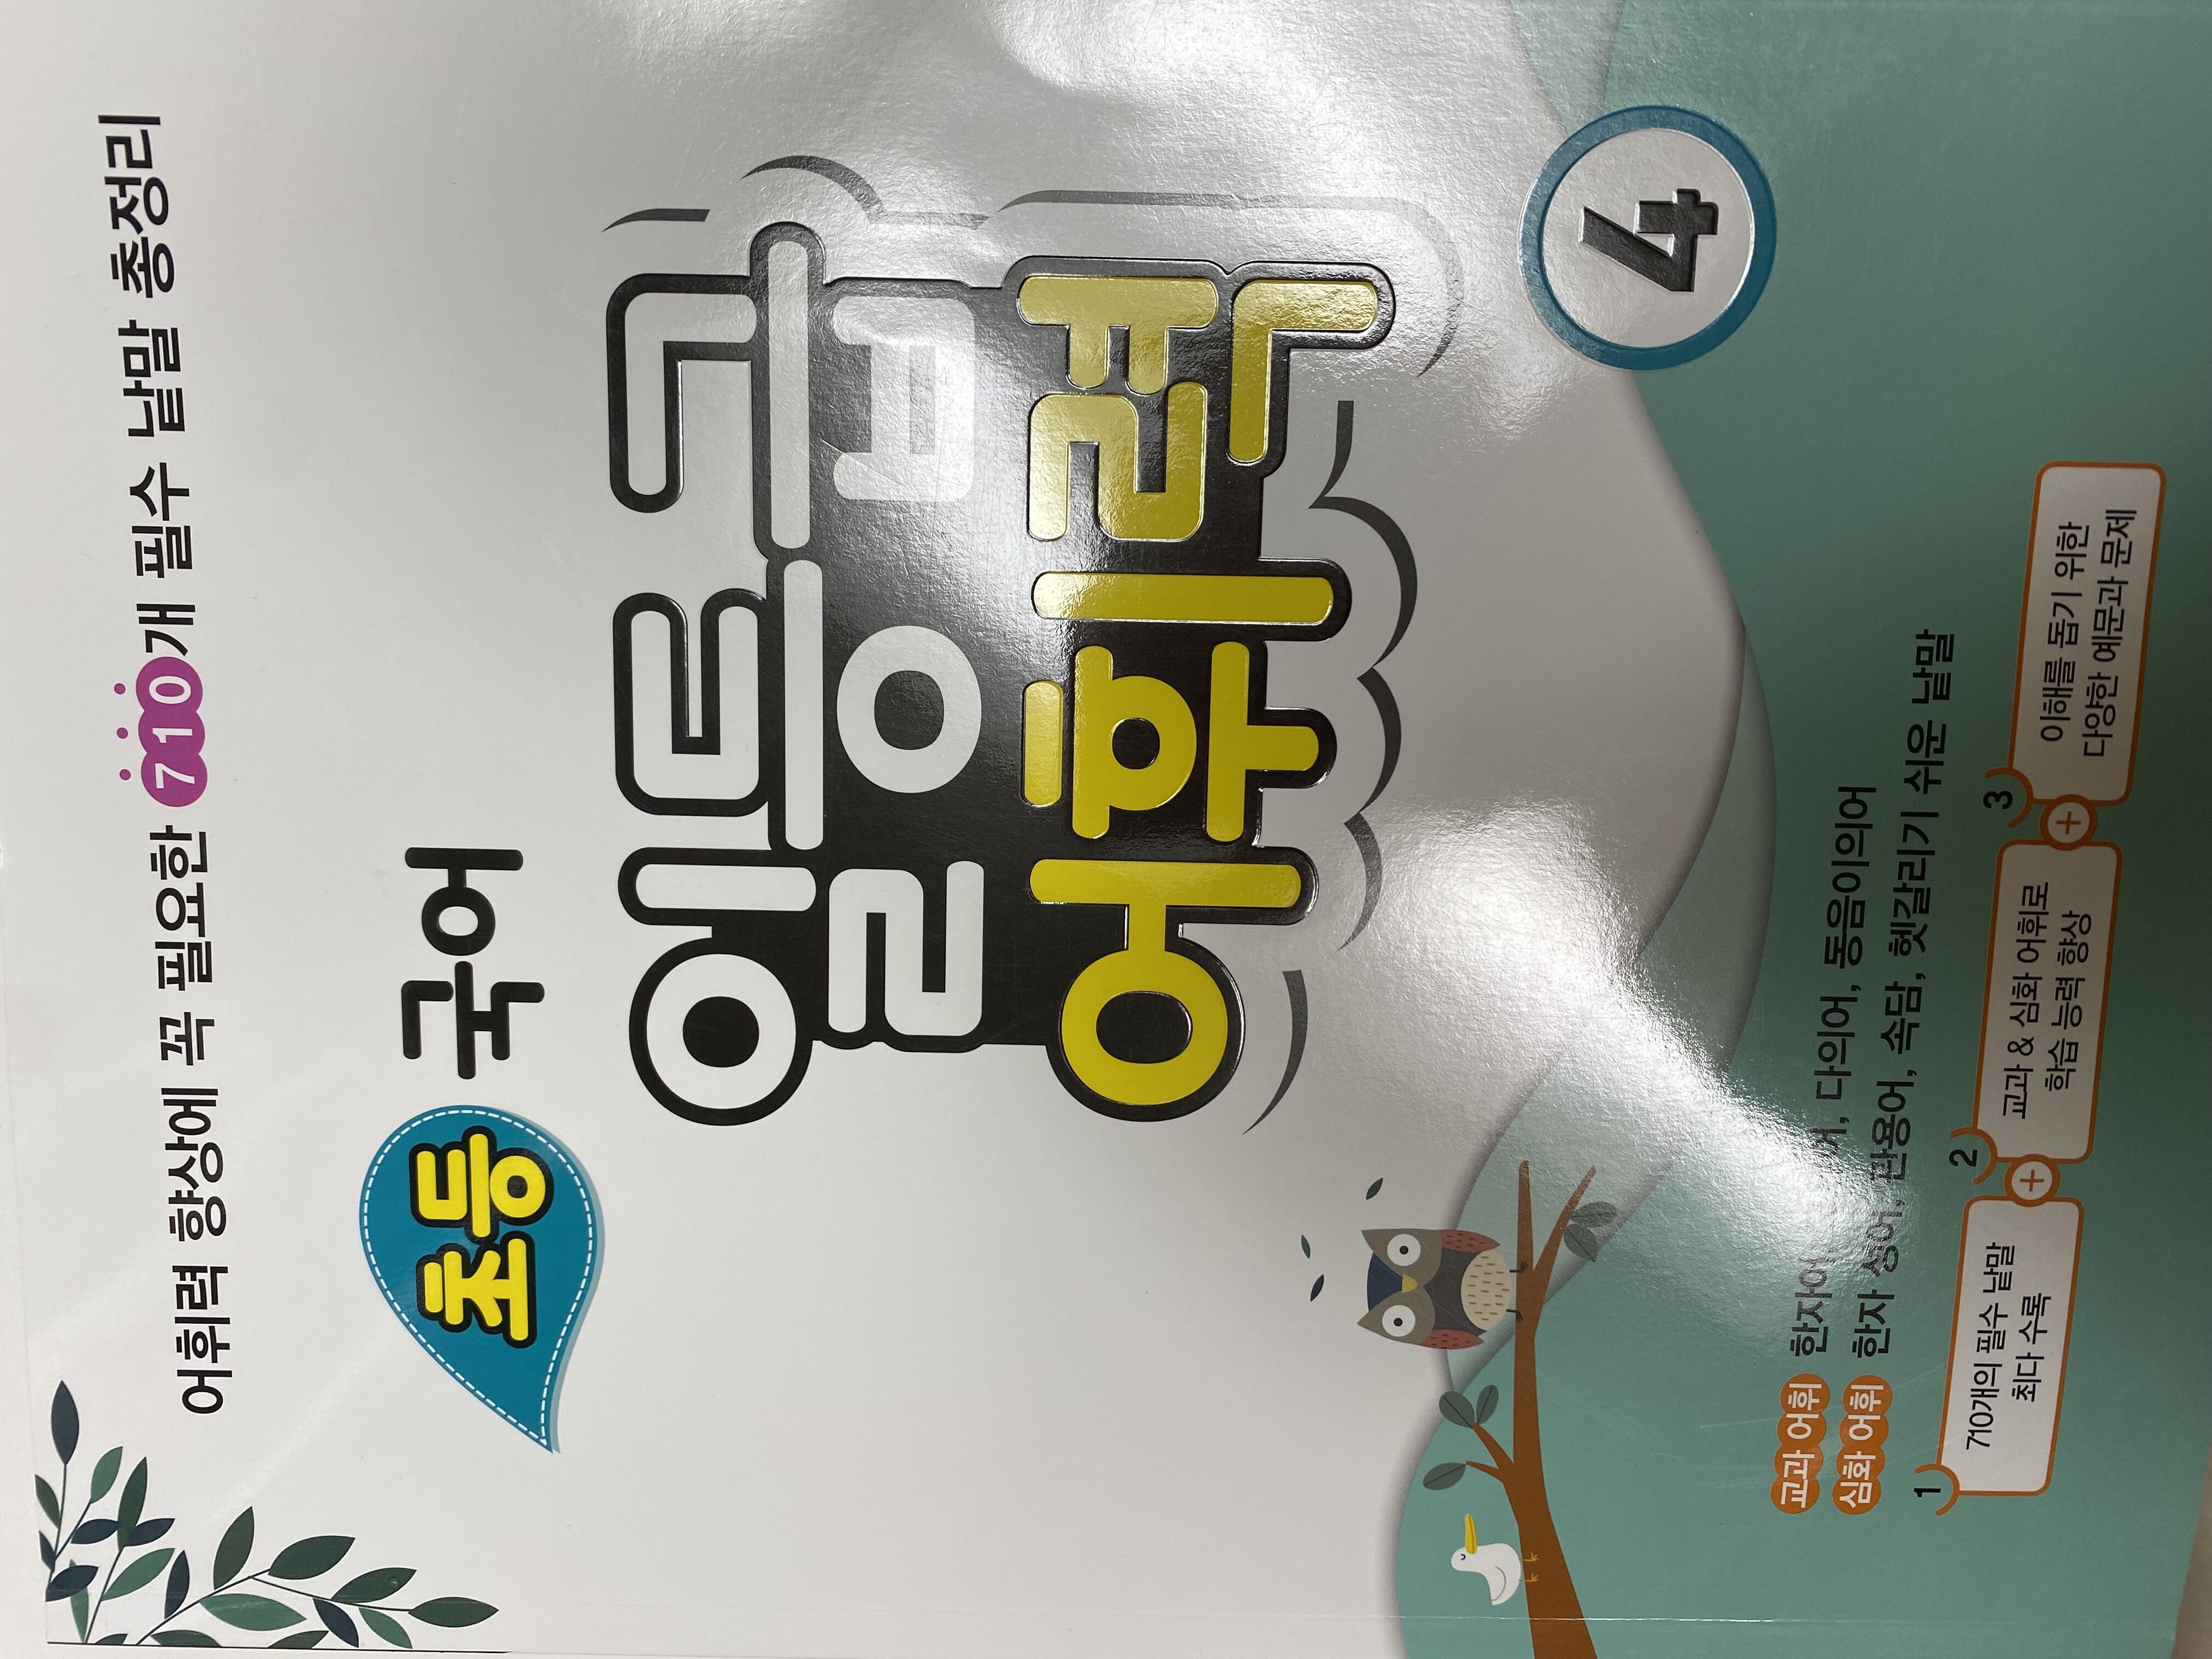 어휘력 향상에 꼭 필요한 710개 필수 낱말 총정리
초등 국어
일등급
어휘력
4
교과 어휘 한자어, 다의어, 동음이의어
심화 어휘 한자 성어, 관용어, 속담, 헷갈리기 쉬운 낱말
1
710개의 필수 낱말
최다 수록
+
2
교과 & 심화 어휘로
학습 능력 향상
+
3
이해를 돕기 위한
다양한 예문과 문제